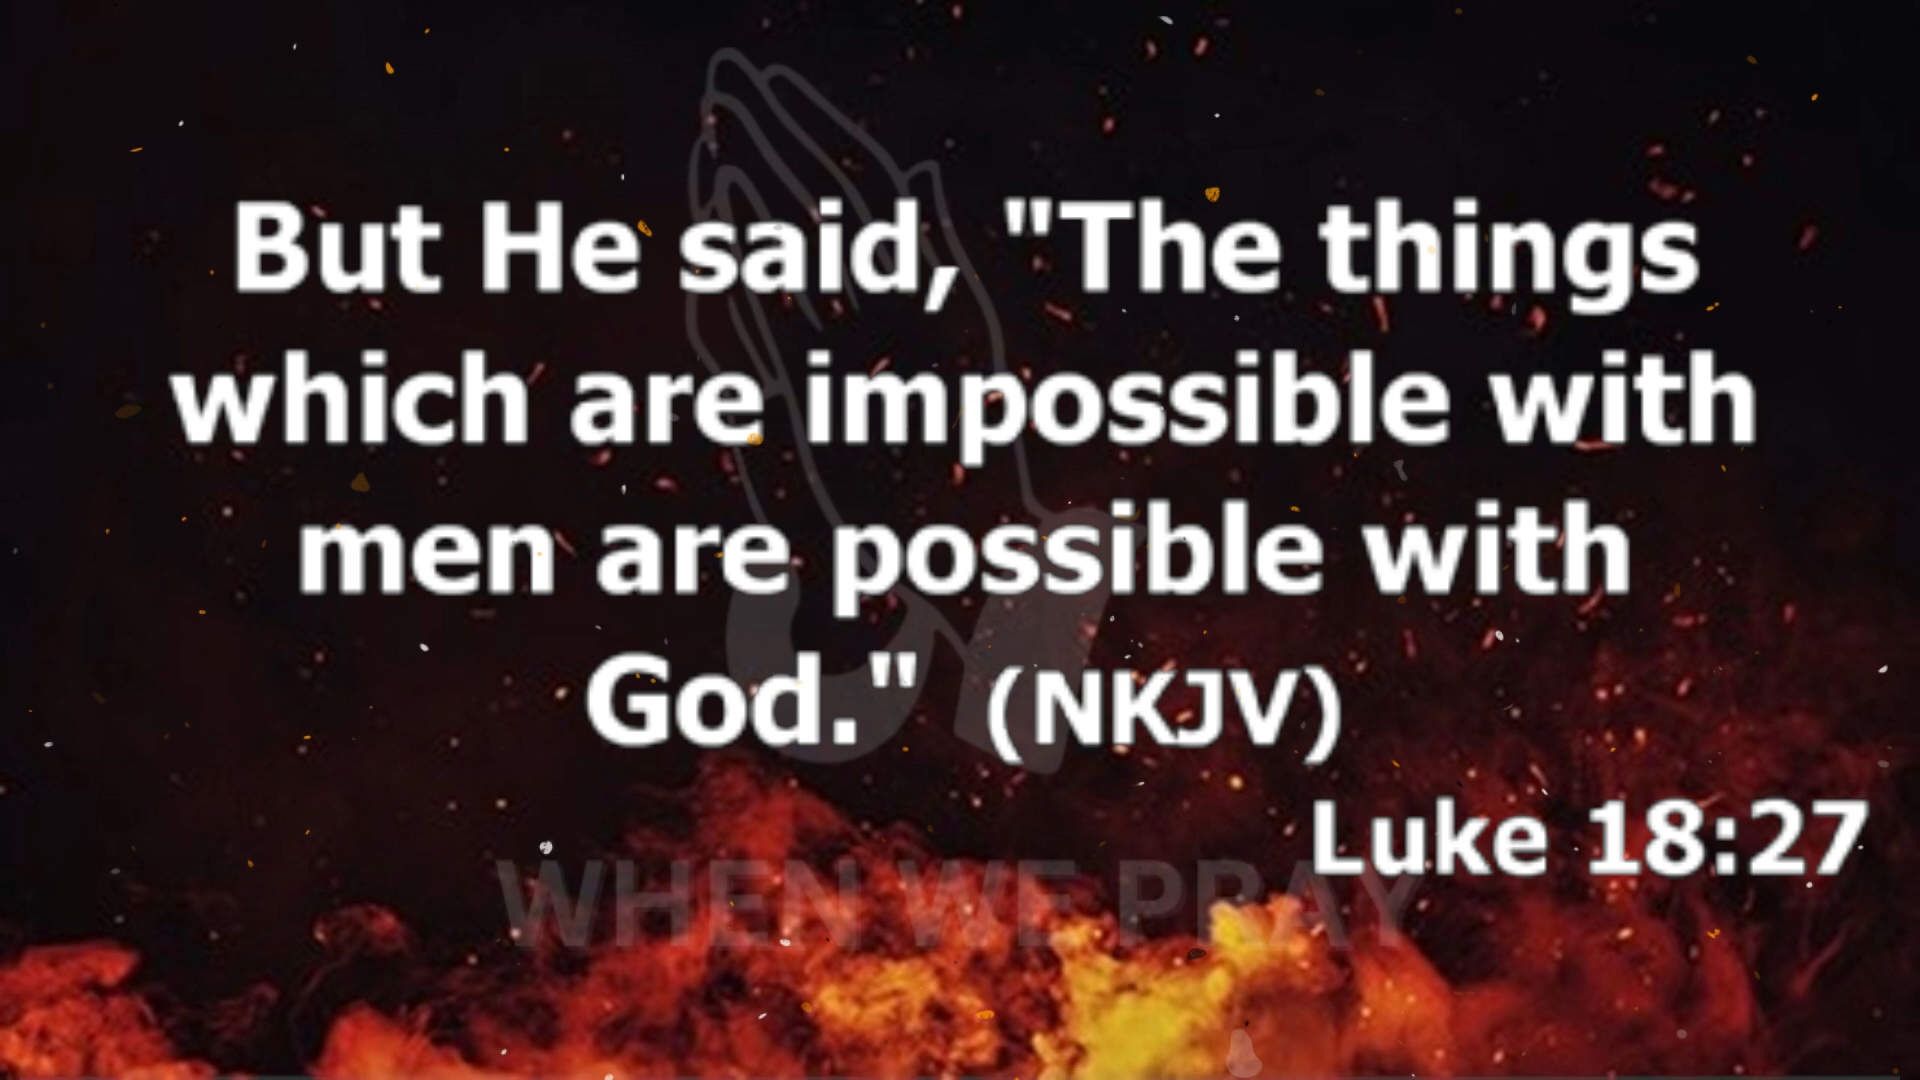 But He said, "The things
which are impossible with
men are possible with
God." (NKJV)
Luke 18:27
WHEN WE PRAY